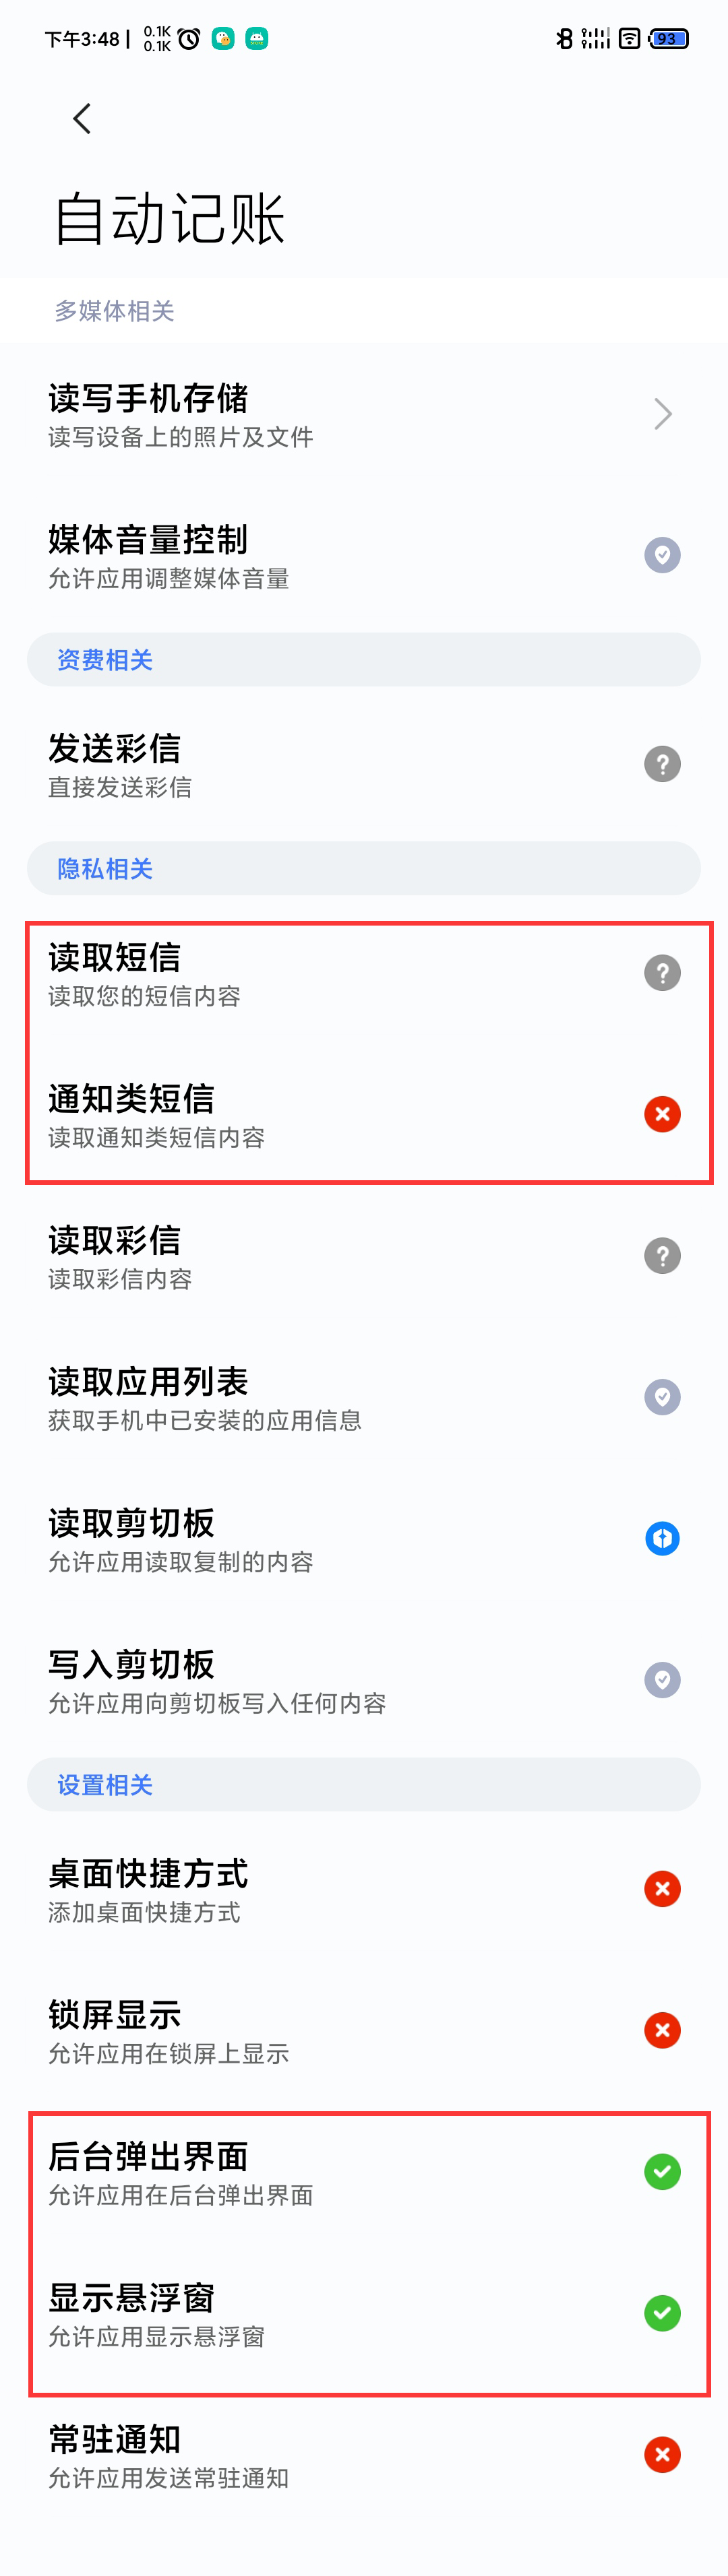 下午3:48 0.1K
0.1K
93
自动记账
多媒体相关
读写手机存储
读写设备上的照片及文件
媒体音量控制
允许应用调整媒体音量
资费相关
发送彩信
直接发送彩信
隐私相关
读取短信
读取您的短信内容
通知类短信
读取通知类短信内容
读取彩信
读取彩信内容
读取应用列表
获取手机中已安装的应用信息
读取剪切板
允许应用读取复制的内容
写入剪切板
允许应用向剪切板写入任何内容
设置相关
桌面快捷方式
添加桌面快捷方式
锁屏显示
允许应用在锁屏上显示
后台弹出界面
允许应用在后台弹出界面
显示悬浮窗
允许应用显示悬浮窗
常驻通知
允许应用发送常驻通知